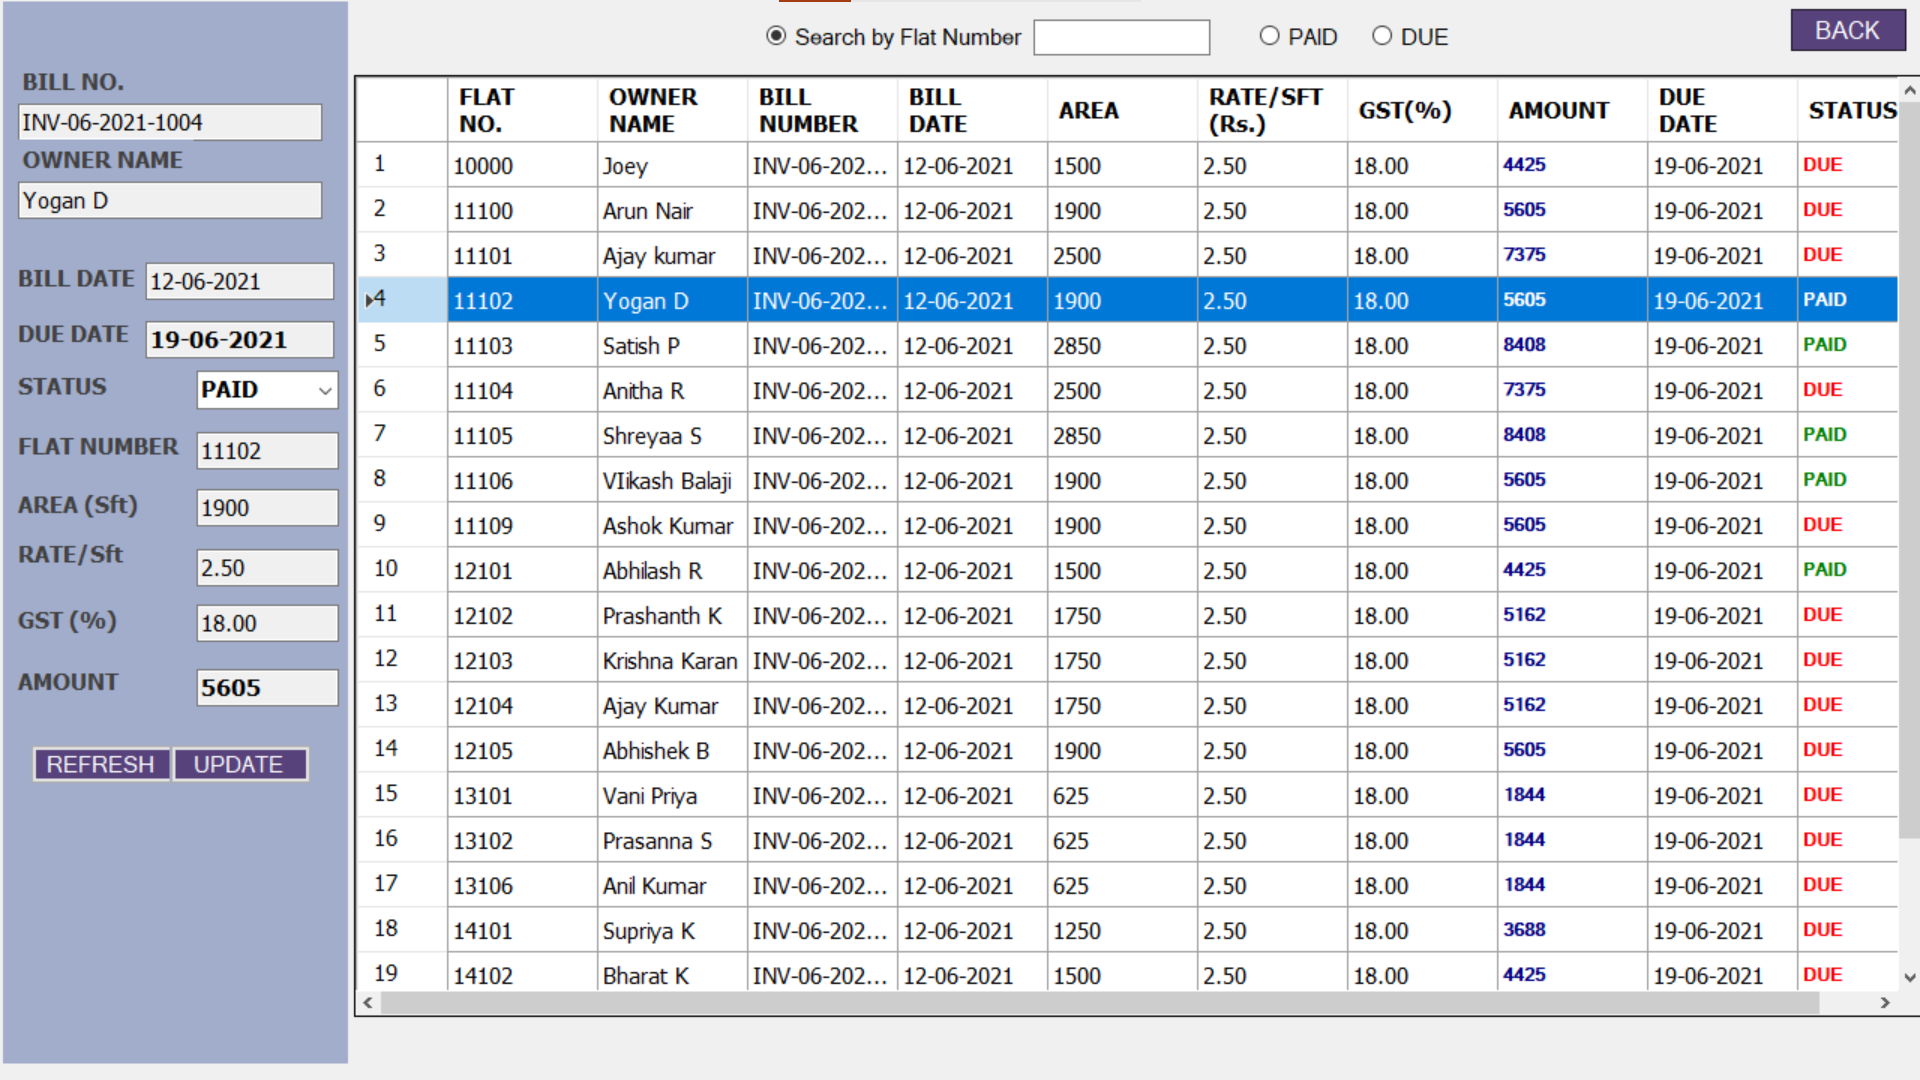 Search by Flat Number PAID DUE BACK
BILL NO.
INV-06-2021-1004
OWNER NAME
Yogan D
BILL DATE 12-06-2021
DUE DATE 19-06-2021
STATUS PAID
FLAT NUMBER 11102
AREA (Sft) 1900
RATE/Sft 2.50
GST (%) 18.00
AMOUNT 5605
REFRESH UPDATE
FLAT NO. OWNER NAME BILL NUMBER BILL DATE AREA RATE/SFT (Rs.) GST(%) AMOUNT DUE DATE STATUS
1 10000 Joey INV-06-202... 12-06-2021 1500 2.50 18.00 4425 19-06-2021 DUE
2 11100 Arun Nair INV-06-202... 12-06-2021 1900 2.50 18.00 5605 19-06-2021 DUE
3 11101 Ajay kumar INV-06-202... 12-06-2021 2500 2.50 18.00 7375 19-06-2021 DUE
4 11102 Yogan D INV-06-202... 12-06-2021 1900 2.50 18.00 5605 19-06-2021 PAID
5 11103 Satish P INV-06-202... 12-06-2021 2850 2.50 18.00 8408 19-06-2021 PAID
6 11104 Anitha R INV-06-202... 12-06-2021 2500 2.50 18.00 7375 19-06-2021 DUE
7 11105 Shreyaa S INV-06-202... 12-06-2021 2850 2.50 18.00 8408 19-06-2021 PAID
8 11106 VIikash Balaji INV-06-202... 12-06-2021 1900 2.50 18.00 5605 19-06-2021 PAID
9 11109 Ashok Kumar INV-06-202... 12-06-2021 1900 2.50 18.00 5605 19-06-2021 DUE
10 12101 Abhilash R INV-06-202... 12-06-2021 1500 2.50 18.00 4425 19-06-2021 PAID
11 12102 Prashanth K INV-06-202... 12-06-2021 1750 2.50 18.00 5162 19-06-2021 DUE
12 12103 Krishna Karan INV-06-202... 12-06-2021 1750 2.50 18.00 5162 19-06-2021 DUE
13 12104 Ajay Kumar INV-06-202... 12-06-2021 1750 2.50 18.00 5162 19-06-2021 DUE
14 12105 Abhishek B INV-06-202... 12-06-2021 1900 2.50 18.00 5605 19-06-2021 DUE
15 13101 Vani Priya INV-06-202... 12-06-2021 625 2.50 18.00 1844 19-06-2021 DUE
16 13102 Prasanna S INV-06-202... 12-06-2021 625 2.50 18.00 1844 19-06-2021 DUE
17 13106 Anil Kumar INV-06-202... 12-06-2021 625 2.50 18.00 1844 19-06-2021 DUE
18 14101 Supriya K INV-06-202... 12-06-2021 1250 2.50 18.00 3688 19-06-2021 DUE
19 14102 Bharat K INV-06-202... 12-06-2021 1500 2.50 18.00 4425 19-06-2021 DUE